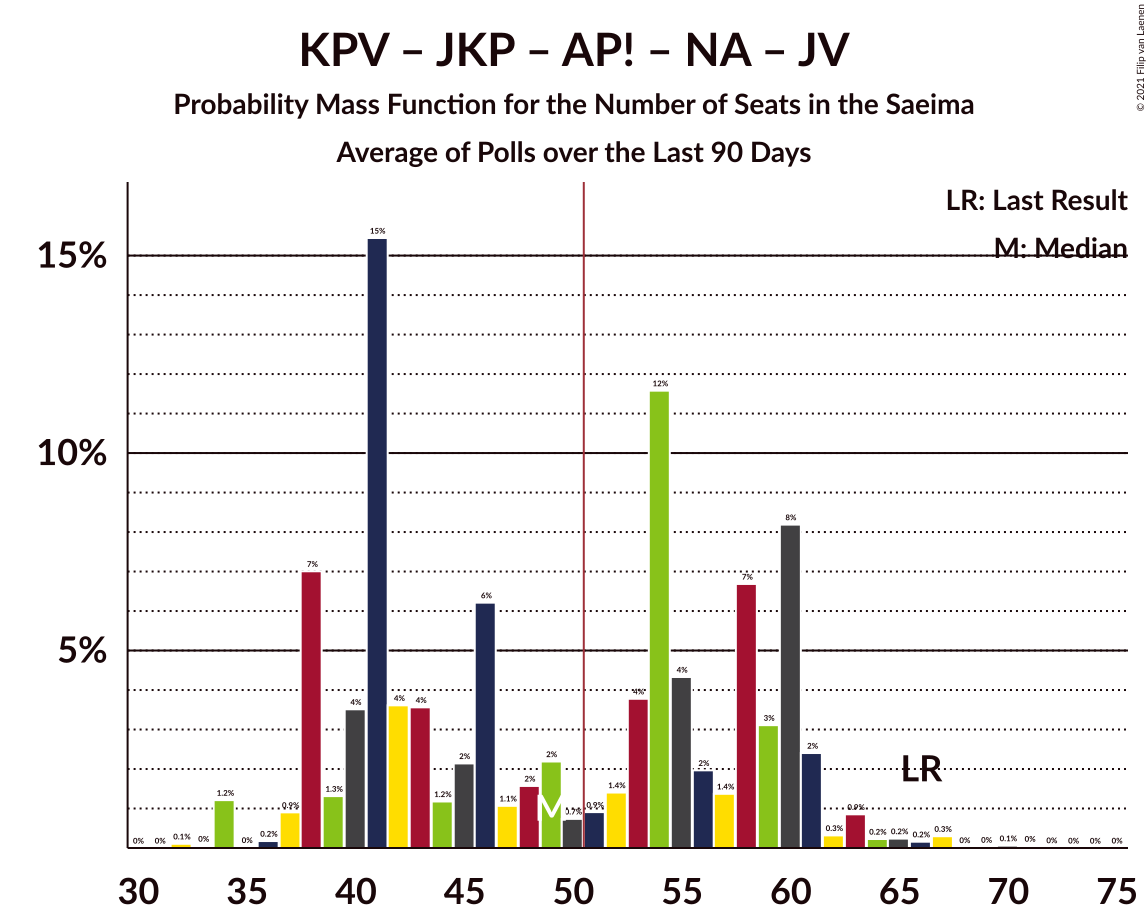 KPV – JKP – AP! – NA – JV
Probability Mass Function for the Number of Seats in the Saeima
Average of Polls over the Last 90 Days
© 2021 Filip van Laenen
LR: Last Result
M: Median
15%
10%
5%
0% 0% 0.1% 0% 1.2% 0% 0.2% 0.9% 7% 1.3% 4% 15% 4% 4% 1.2% 2% 6% 1.1% 2% 2% 0.7% 0.9% 1.4% 4% 12% 4% 2% 1.4% 7% 3% 8% 2% 0.3% 0.9% 0.2% 0.2% 0.2% 0.3% 0% 0% 0.1% 0% 0% 0% 0% 0%
M
LR
30 35 40 45 50 55 60 65 70 75